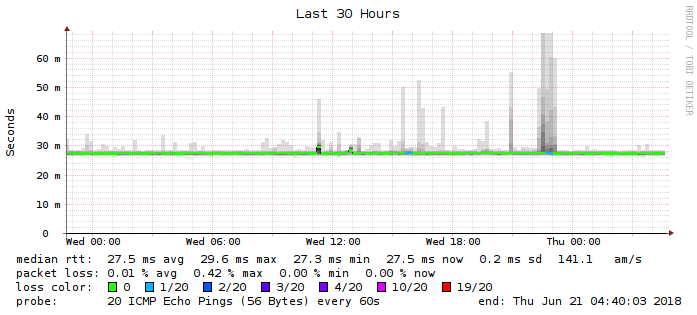 Last 30 Hours
RRDTOOL / TOBI OETIKER
Seconds
60 m
50 m
40 m
30 m
20 m
10 m
0
Wed 00:00 Wed 06:00 Wed 12:00 Wed 18:00 Thu 00:00
median rtt: 27.5 ms avg 29.6 ms max 27.3 ms min 27.5 ms now 0.2 ms sd 141.1 am/s
packet loss: 0.01 % avg 0.42 % max 0.00 % min 0.00 % now
loss color: 0 1/20 2/20 3/20 4/20 10/20 19/20
probe: 20 ICMP Echo Pings (56 Bytes) every 60s end: Thu Jun 21 04:40:03 2018